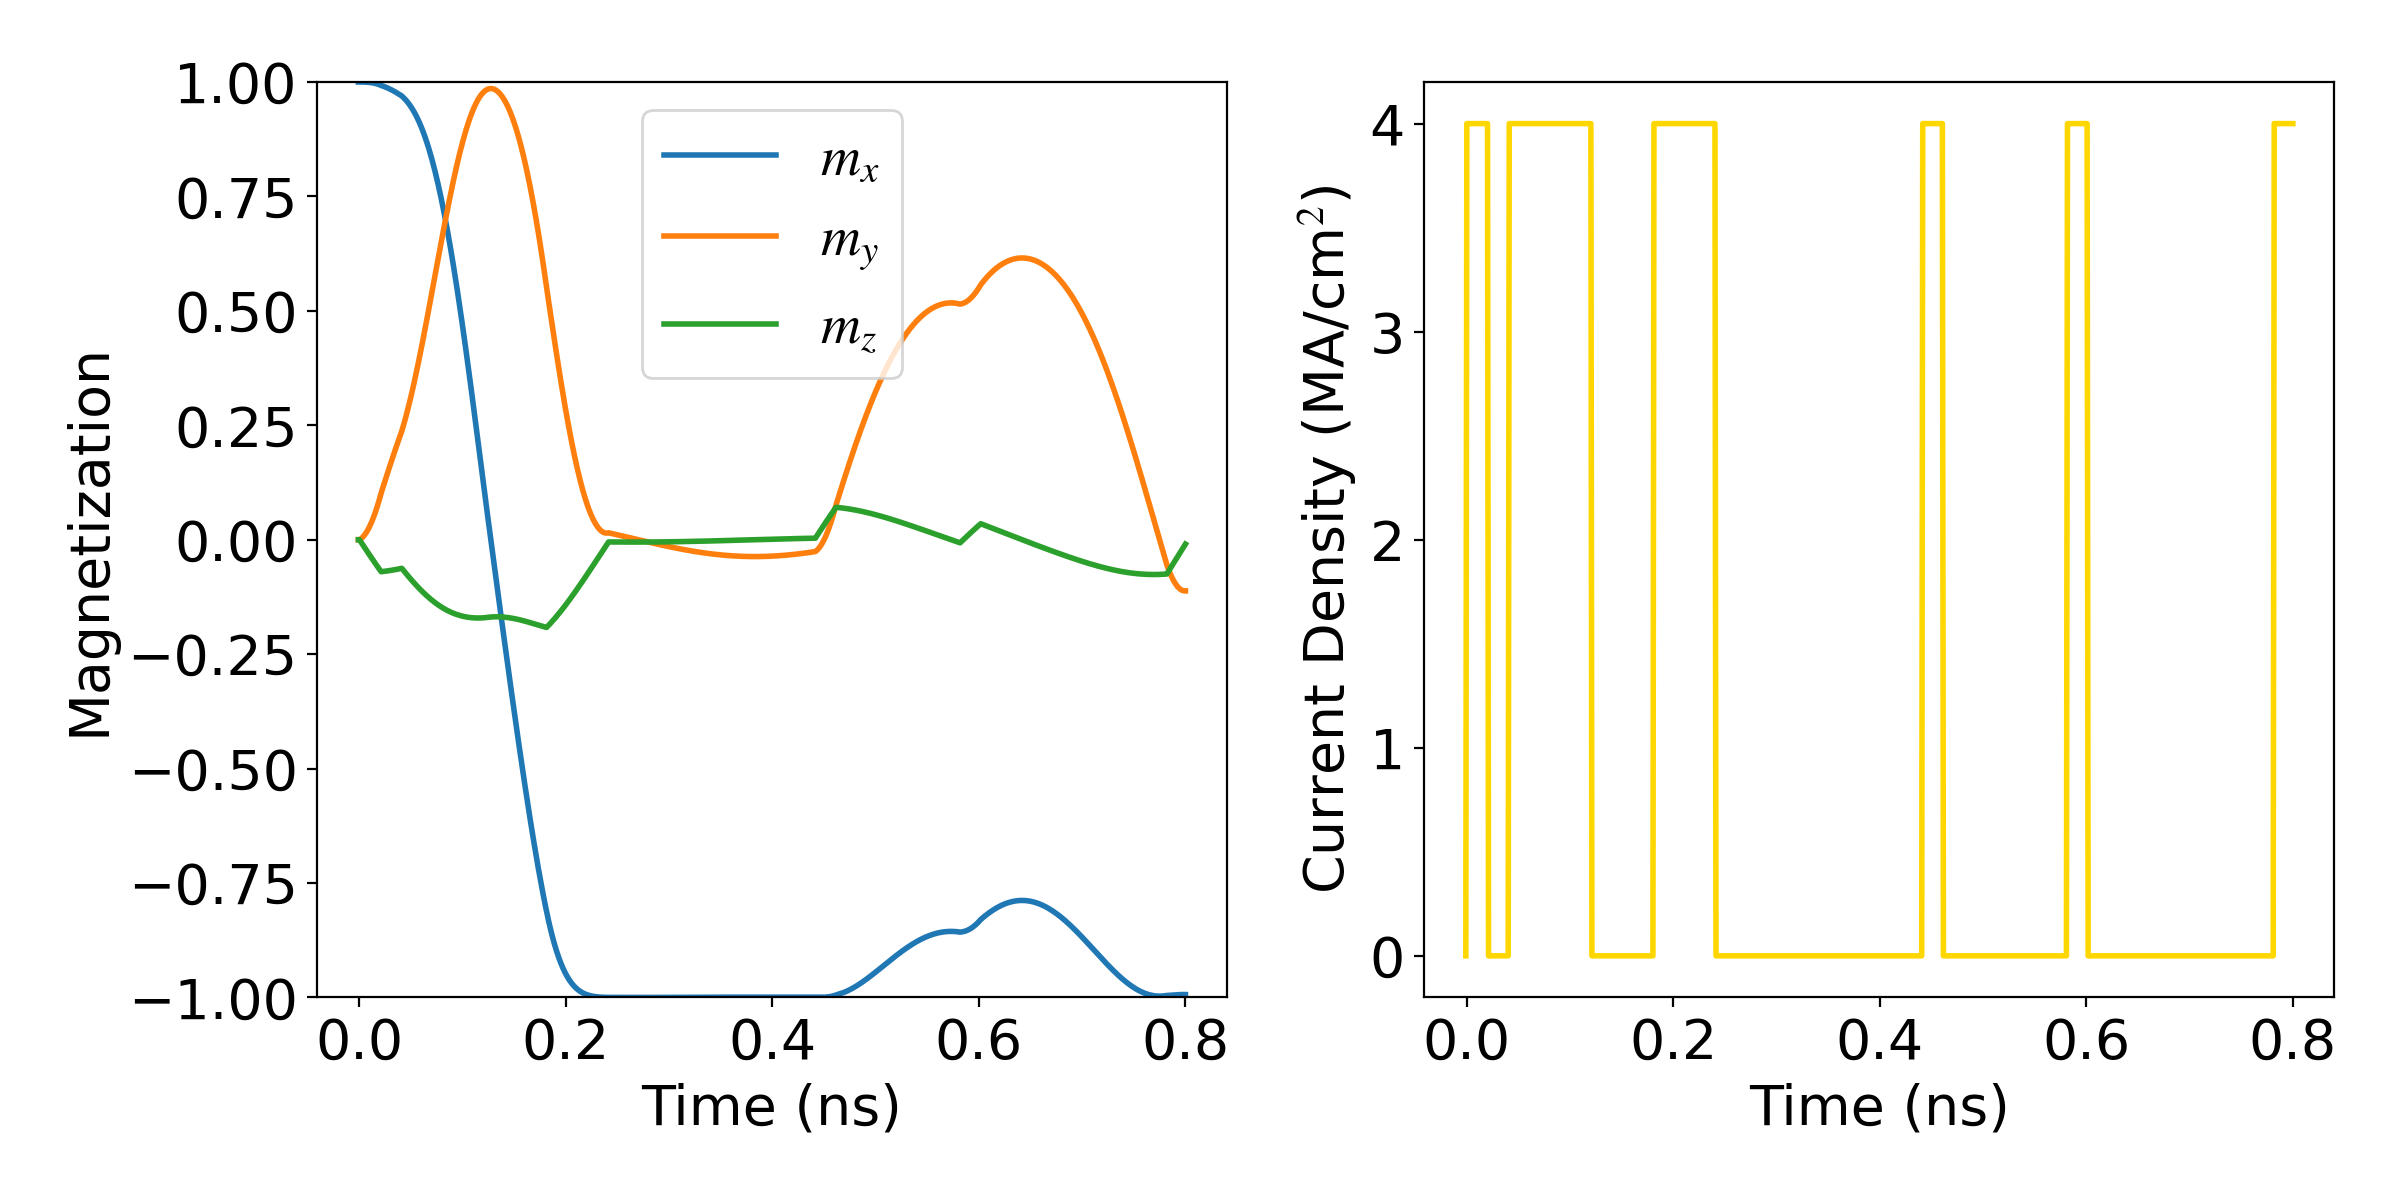 Magnetization
1.00
0.75
0.50
0.25
0.00
−0.25
−0.50
−0.75
−1.00
0.0 0.2 0.4 0.6 0.8
Time (ns)
m_x
m_y
m_z
Current Density (MA/cm²)
4
3
2
1
0
0.0 0.2 0.4 0.6 0.8
Time (ns)